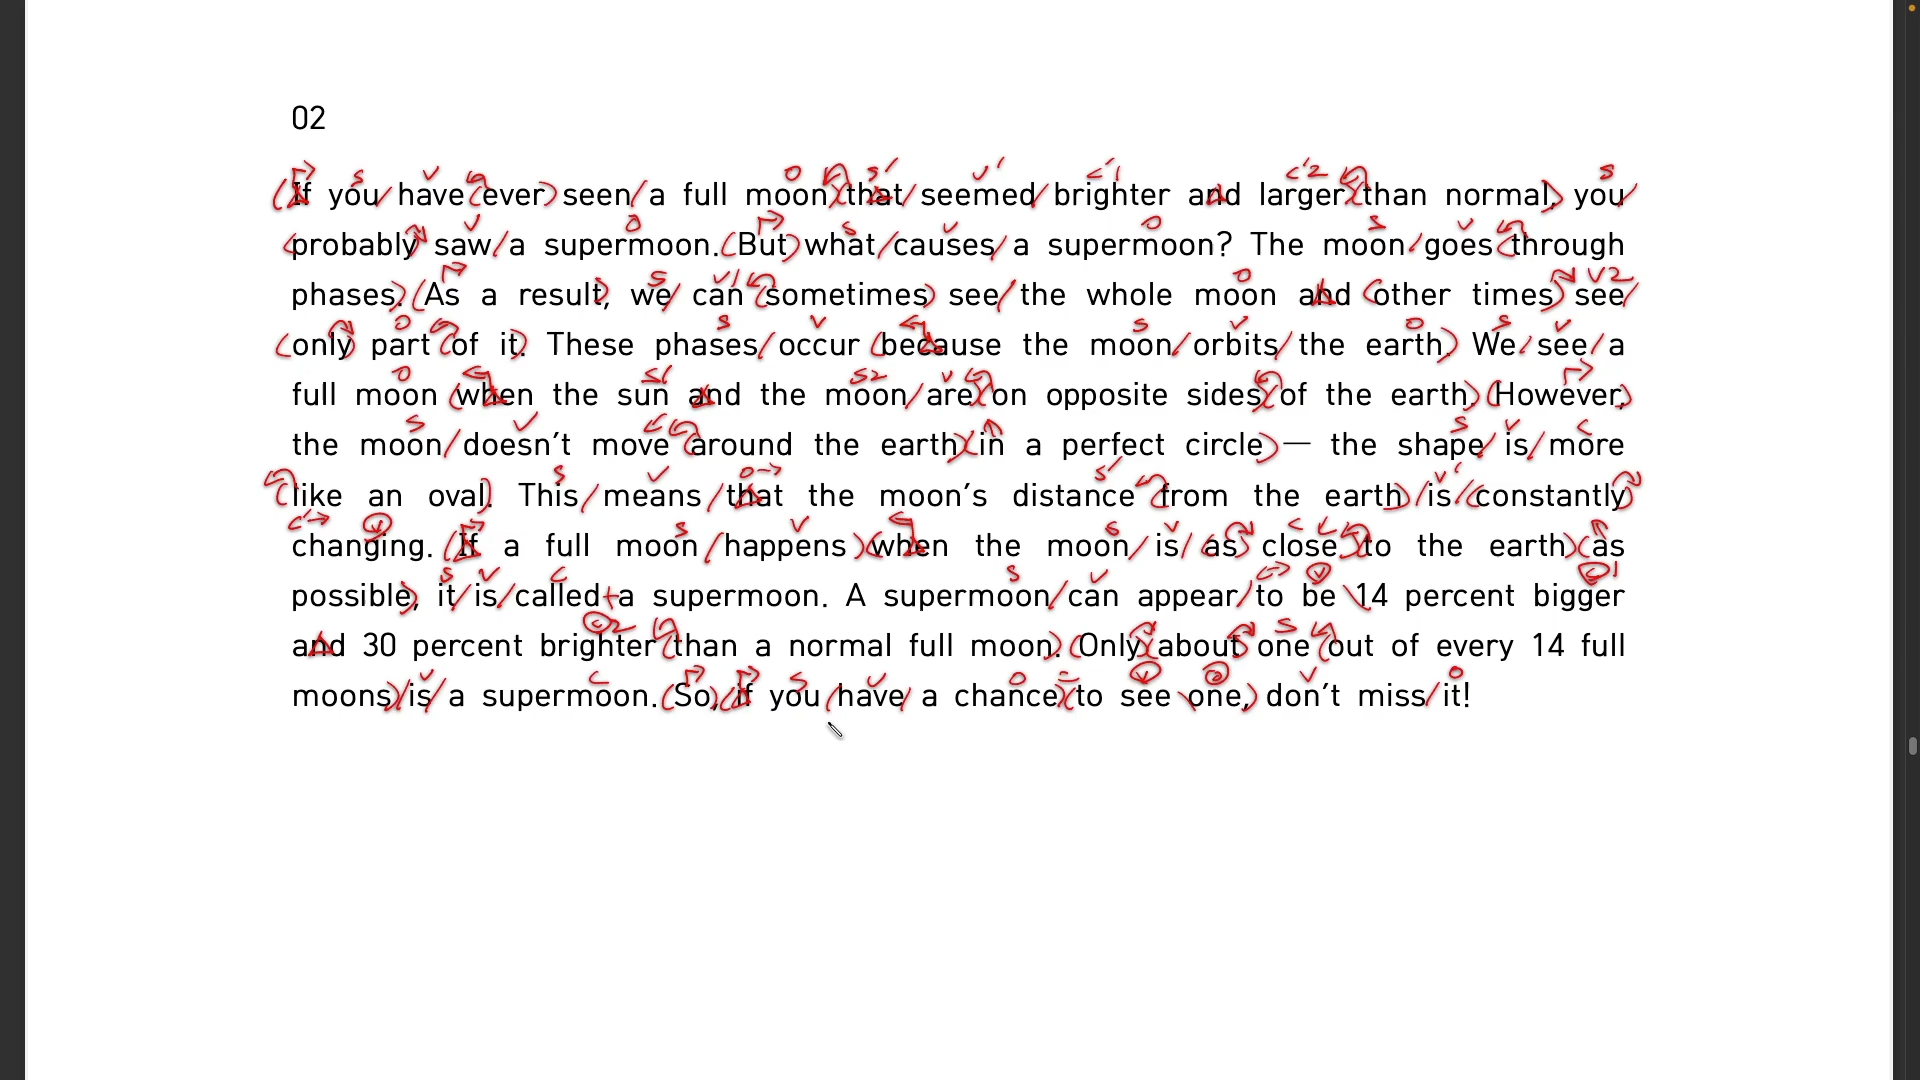 02
If you have ever seen a full moon that seemed brighter and larger than normal, you
probably saw a supermoon. But what causes a supermoon? The moon goes through
phases. As a result, we can sometimes see the whole moon and other times see
only part of it. These phases occur because the moon orbits the earth. We see a
full moon when the sun and the moon are on opposite sides of the earth. However,
the moon doesn't move around the earth in a perfect circle — the shape is more
like an oval. This means that the moon's distance from the earth is constantly
changing. If a full moon happens when the moon is as close to the earth as
possible, it is called a supermoon. A supermoon can appear to be 14 percent bigger
and 30 percent brighter than a normal full moon. Only about one out of every 14 full
moons is a supermoon. So, if you have a chance to see one, don't miss it!